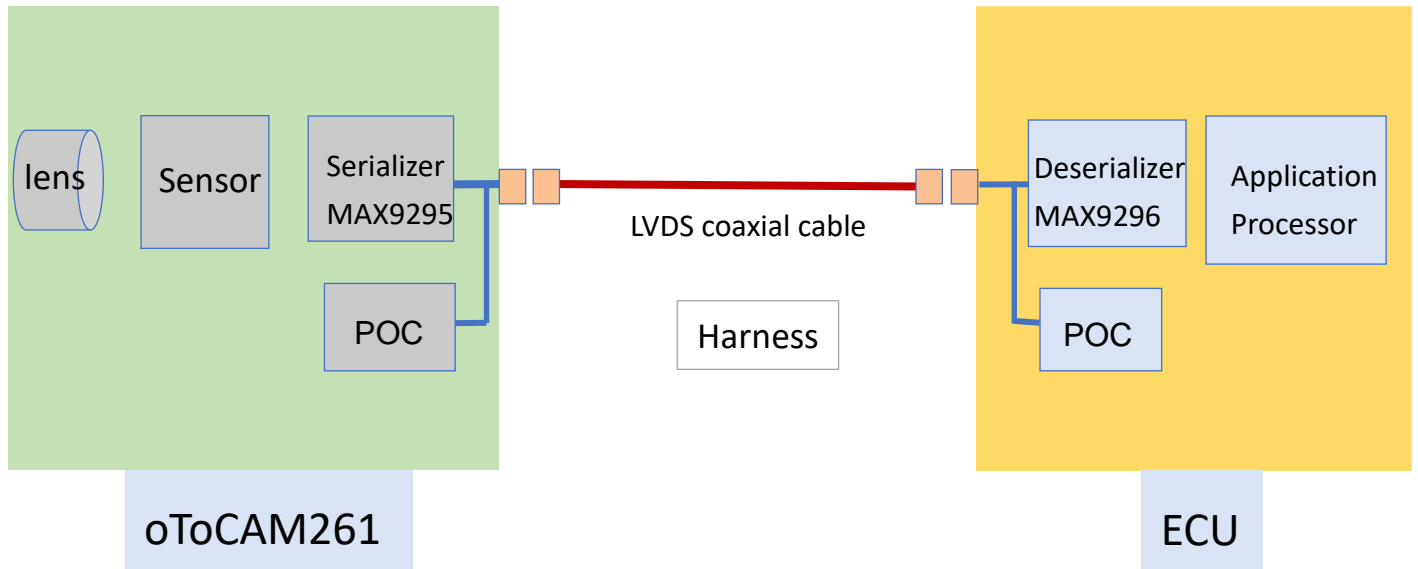 lens
Sensor
Serializer
MAX9295
POC
LVDS coaxial cable
Harness
Deserializer
MAX9296
Application
Processor
POC
oToCAM261
ECU